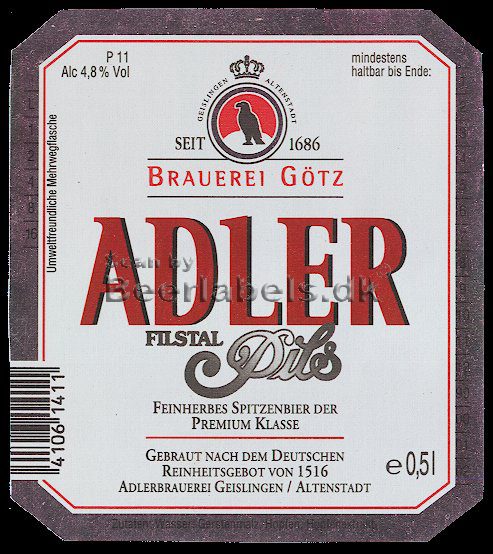 P 11
Alc 4,8 % Vol
mindestens
haltbar bis Ende:
GEISLINGEN ALTENSTADT
SEIT 1686
BRAUEREI GÖTZ
ADLER
Scan by
Beerlabels.dk
FILSTAL Pils
FEINHERBES SPITZENBIER DER
PREMIUM KLASSE
GEBRAUT NACH DEM DEUTSCHEN
REINHEITSGEBOT VON 1516
ADLERBRAUEREI GEISLINGEN / ALTENSTADT
e 0,5 l
Umweltfreundliche Mehrwegflasche
41061411
Zutaten: Wasser, Gerstenmalz, Hopfen, Hopfenextrakt